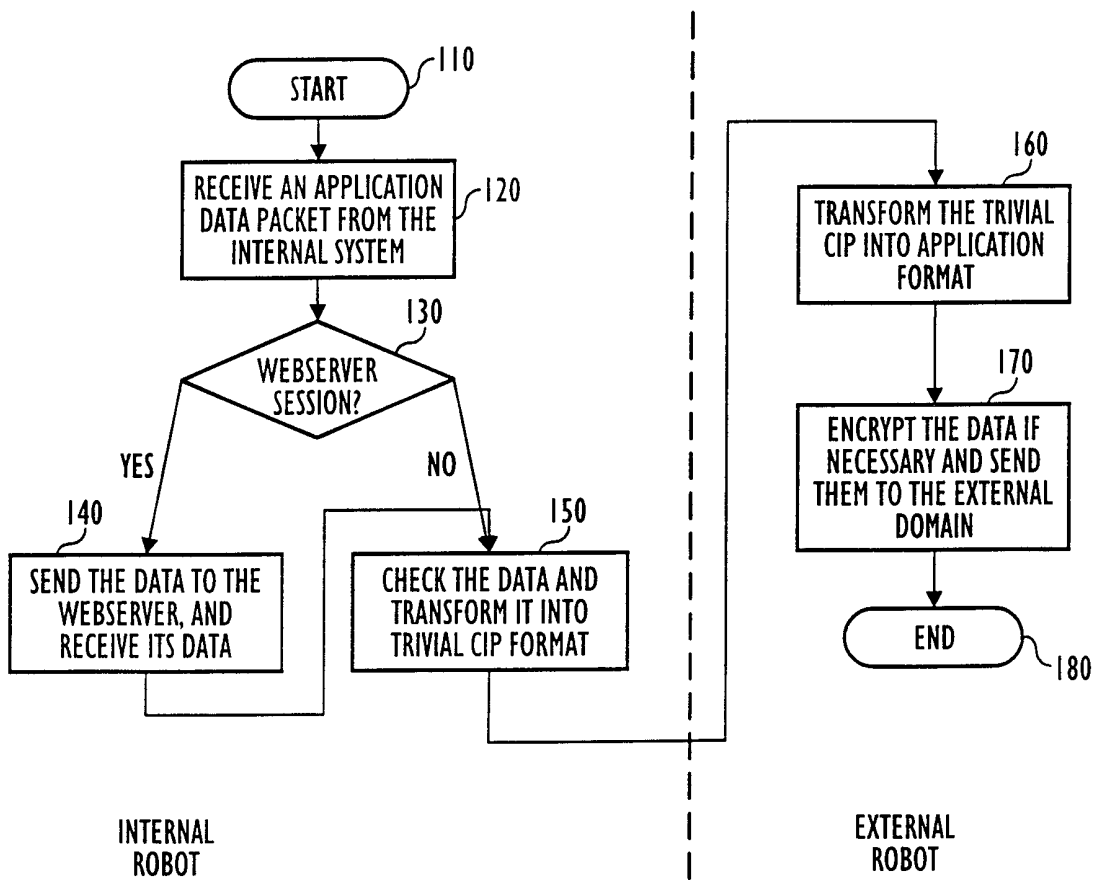 START
110
RECEIVE AN APPLICATION
DATA PACKET FROM THE
INTERNAL SYSTEM
120
WEBSERVER
SESSION?
130
YES
NO
140
SEND THE DATA TO THE
WEBSERVER, AND
RECEIVE ITS DATA
150
CHECK THE DATA AND
TRANSFORM IT INTO
TRIVIAL CIP FORMAT
INTERNAL
ROBOT
160
TRANSFORM THE TRIVIAL
CIP INTO APPLICATION
FORMAT
170
ENCRYPT THE DATA IF
NECESSARY AND SEND
THEM TO THE EXTERNAL
DOMAIN
END
180
EXTERNAL
ROBOT